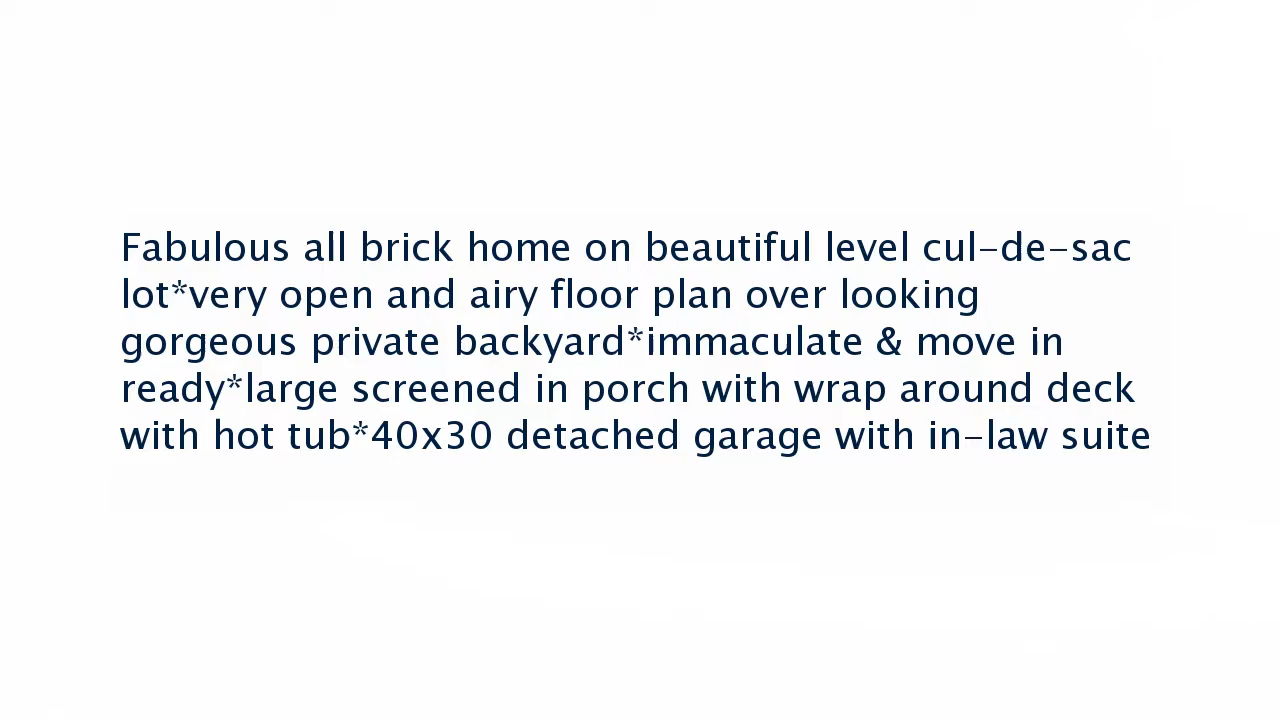 Fabulous all brick home on beautiful level cul-de-sac
lot*very open and airy floor plan over looking
gorgeous private backyard*immaculate & move in
ready*large screened in porch with wrap around deck
with hot tub*40x30 detached garage with in-law suite